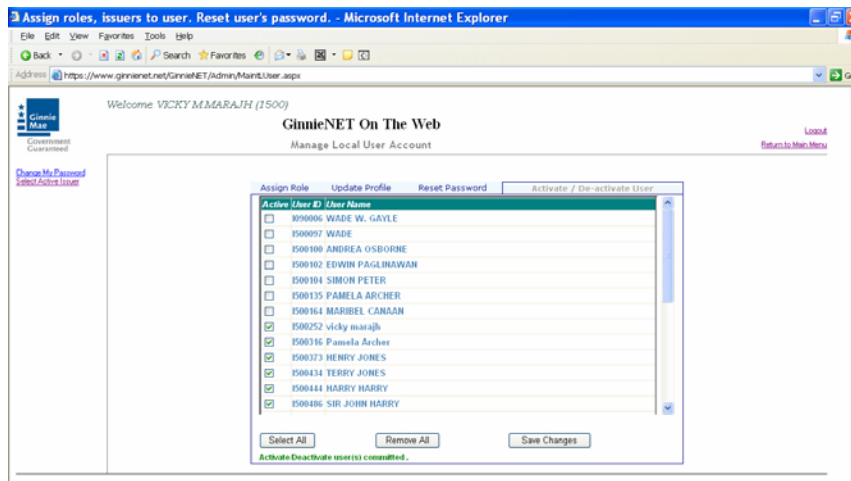 Assign roles, issuers to user. Reset user's password. - Microsoft Internet Explorer
File Edit View Favorites Tools Help
Back Search Favorites
Address https://www.ginnienet.net/GinnieNET/Admin/MaintLUser.aspx
Welcome VICKY M.MARAJH (1500)
Ginnie Mae
Government Guaranteed
GinnieNET On The Web
Manage Local User Account
Logout
Return to Main Menu
Change My Password
Select Active Issuer
Assign Role Update Profile Reset Password Activate / De-activate User
Active User ID User Name
I090006 WADE W. GAYLE
I500097 WADE
I500100 ANDREA OSBORNE
I500102 EDWIN PAGLINAWAN
I500104 SIMON PETER
I500135 PAMELA ARCHER
I500164 MARIBEL CANAAN
I500252 vicky marajh
I500316 Pamela Archer
I500373 HENRY JONES
I500434 TERRY JONES
I500444 HARRY HARRY
I500486 SIR JOHN HARRY
Select All Remove All Save Changes
Activate Deactivate user(s) committed .